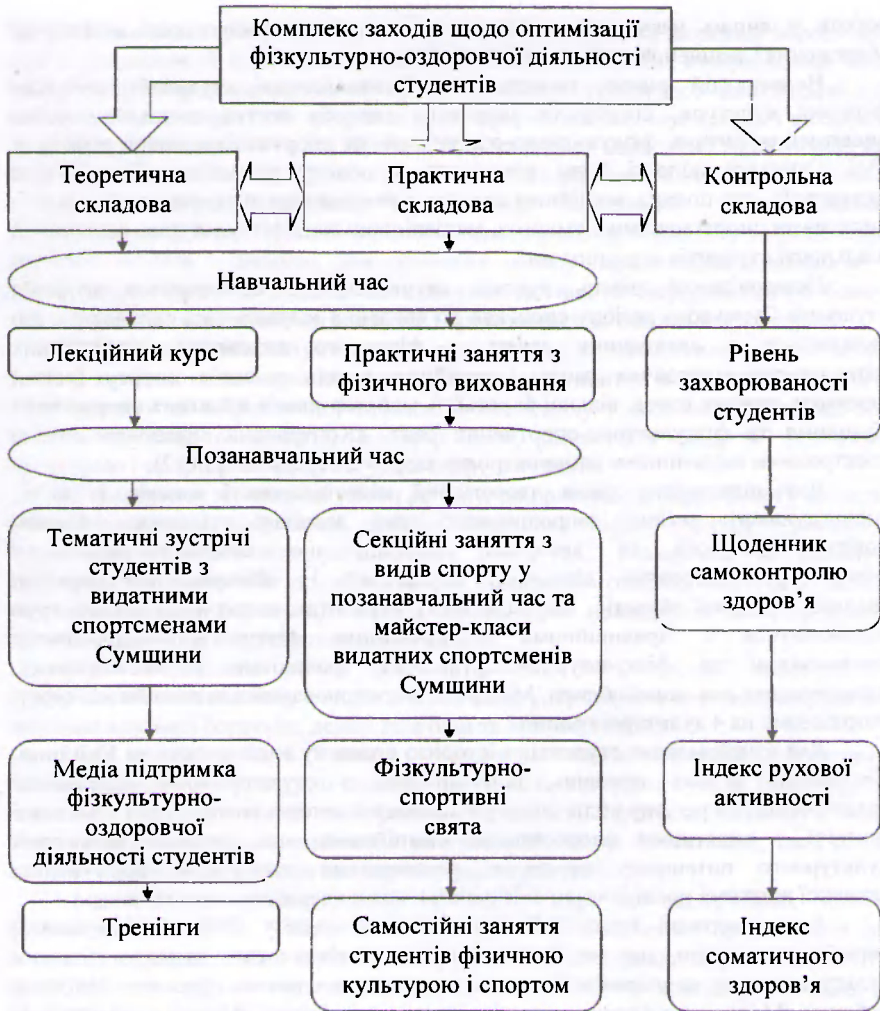 Комплекс заходів щодо оптимізації
фізкультурно-оздоровчої діяльності
студентів
Теоретична
складова
Практична
складова
Контрольна
складова
Навчальний час
Лекційний курс
Практичні заняття з
фізичного виховання
Рівень
захворюваності
студентів
Позанавчальний час
Тематичні зустрічі
студентів з
видатними
спортсменами
Сумщини
Секційні заняття з
видів спорту у
позанавчальний час та
майстер-класи
видатних спортсменів
Сумщини
Щоденник
самоконтролю
здоров’я
Медіа підтримка
фізкультурно-
оздоровчої
діяльності студентів
Фізкультурно-
спортивні
свята
Індекс рухової
активності
Тренінги
Самостійні заняття
студентів фізичною
культурою і спортом
Індекс
соматичного
здоров’я